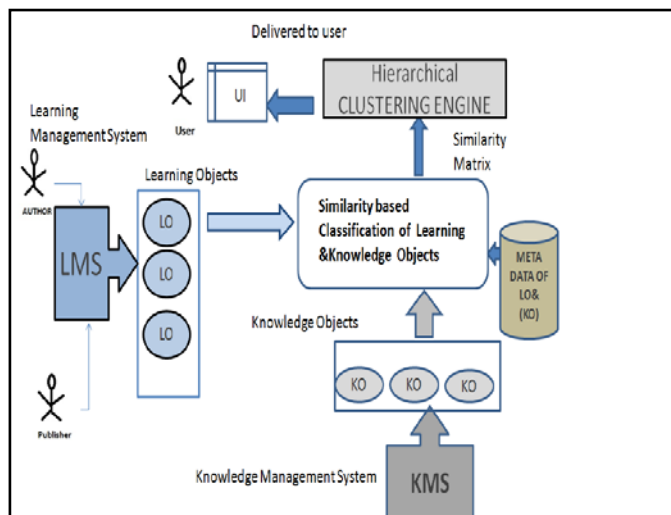 Delivered to user
Hierarchical
CLUSTERING ENGINE
UI
User
Learning
Management System
Similarity
Matrix
Learning Objects
AUTHOR
LMS
LO
LO
LO
Similarity based
Classification of Learning
&Knowledge Objects
META
DATA OF
LO&
(KO)
Knowledge Objects
KO
KO
KO
Publisher
Knowledge Management System
KMS